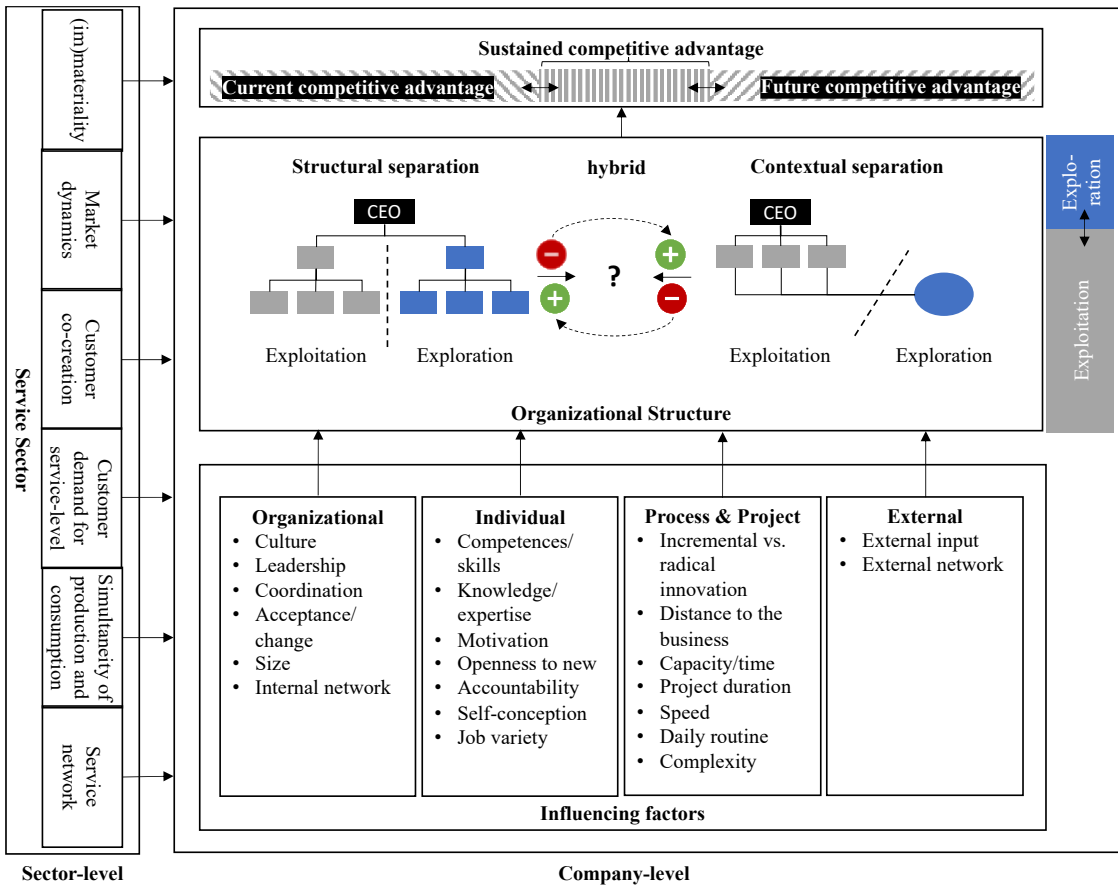 Service Sector
(im)materiality
Market
dynamics
Customer
co-creation
Customer
demand for
service-level
Simultaneity of
production and
consumption
Service
network
Sector-level
Sustained competitive advantage
Current competitive advantage
Future competitive advantage
Structural separation
hybrid
Contextual separation
CEO
CEO
−
+
?
+
−
Exploitation
Exploration
Exploitation
Exploration
Organizational Structure
Explo-
ration
Exploitation
Organizational
• Culture
• Leadership
• Coordination
• Acceptance/
change
• Size
• Internal network
Individual
• Competences/
skills
• Knowledge/
expertise
• Motivation
• Openness to new
• Accountability
• Self-conception
• Job variety
Process & Project
• Incremental vs.
radical
innovation
• Distance to the
business
• Capacity/time
• Project duration
• Speed
• Daily routine
• Complexity
External
• External input
• External network
Influencing factors
Company-level